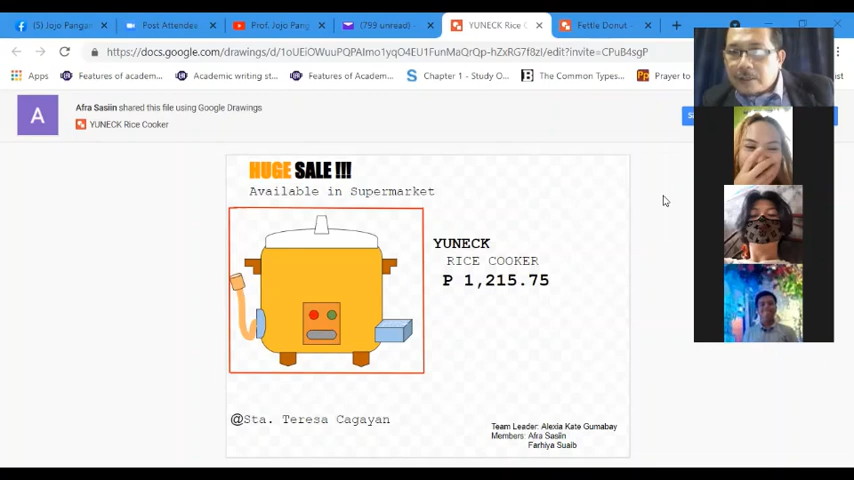 (5) Jojo Pangan
Post Attendee
Prof. Jojo Pang
(799 unread) -
YUNECK Rice C
Fettle Donut -
https://docs.google.com/drawings/d/1oUEiOWuuPQPAImo1yqO4EU1FunMaQrQp-hZxRG7f8zI/edit?invite=CPuB4sgP
Apps
Features of academ...
Academic writing st...
Features of Academ...
Chapter 1 - Study O...
The Common Types...
Prayer to
A
Afra Sasiin shared this file using Google Drawings
YUNECK Rice Cooker
HUGE SALE !!!
Available in Supermarket
YUNECK
RICE COOKER
P 1,215.75
@Sta. Teresa Cagayan
Team Leader: Alexia Kate Gumabay
Members: Afra Sasiin
Farhiya Suaib